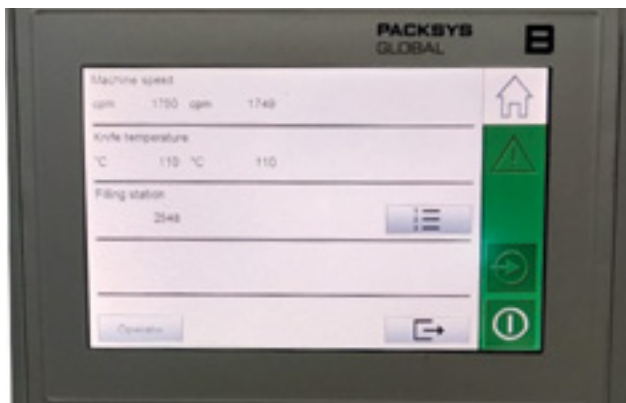 PACKSYS
GLOBAL
B
Machine speed
cpm 1750 cpm 1749
Knife temperature
°C 110 °C 110
Filling station
2548
Operator